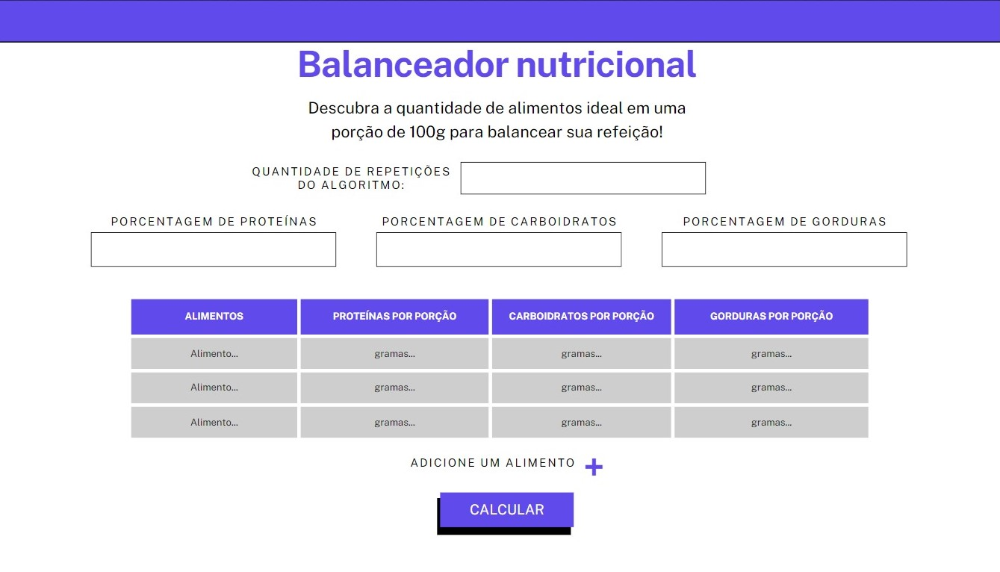 Balanceador nutricional
Descubra a quantidade de alimentos ideal em uma
porção de 100g para balancear sua refeição!
QUANTIDADE DE REPETIÇÕES
DO ALGORITMO:
PORCENTAGEM DE PROTEÍNAS PORCENTAGEM DE CARBOIDRATOS PORCENTAGEM DE GORDURAS
ALIMENTOS PROTEÍNAS POR PORÇÃO CARBOIDRATOS POR PORÇÃO GORDURAS POR PORÇÃO
Alimento... gramas... gramas... gramas...
Alimento... gramas... gramas... gramas...
Alimento... gramas... gramas... gramas...
ADICIONE UM ALIMENTO +
CALCULAR